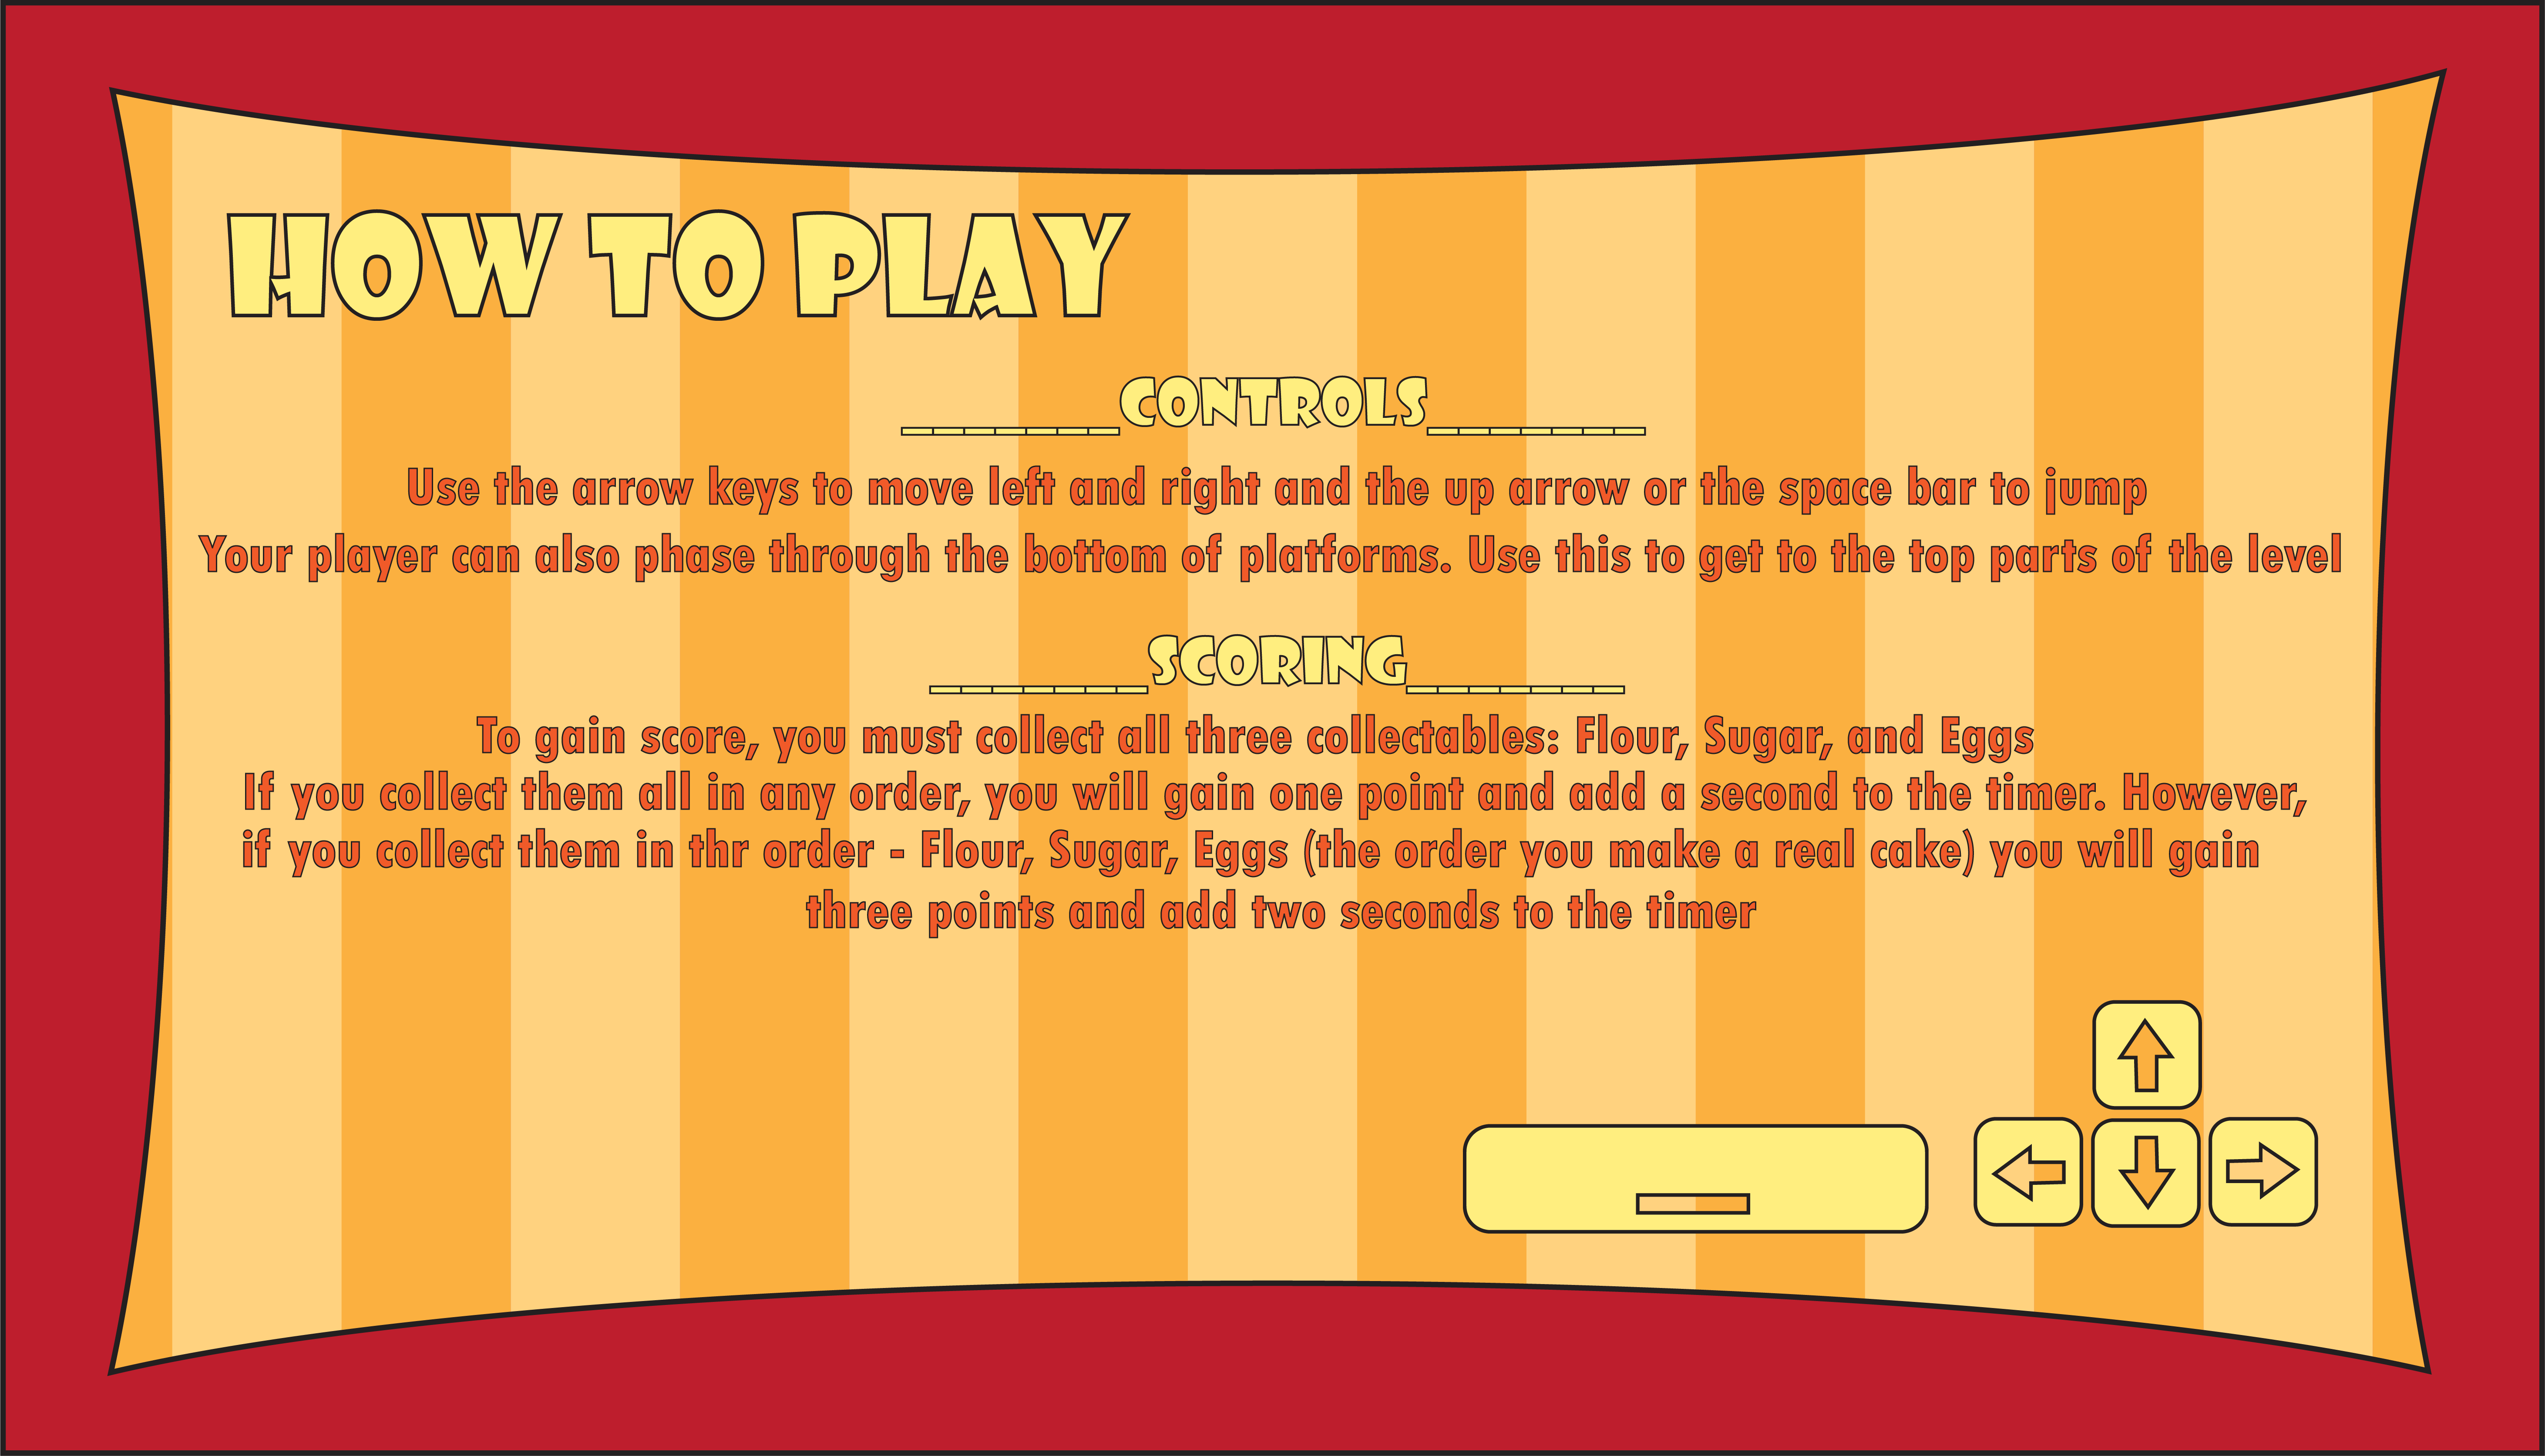 HOW TO PLAY
_______CONTROLS_______
Use the arrow keys to move left and right and the up arrow or the space bar to jump
Your player can also phase through the bottom of platforms. Use this to get to the top parts of the level
_______SCORING_______
To gain score, you must collect all three collectables: Flour, Sugar, and Eggs
If you collect them all in any order, you will gain one point and add a second to the timer. However,
if you collect them in thr order - Flour, Sugar, Eggs (the order you make a real cake) you will gain
three points and add two seconds to the timer